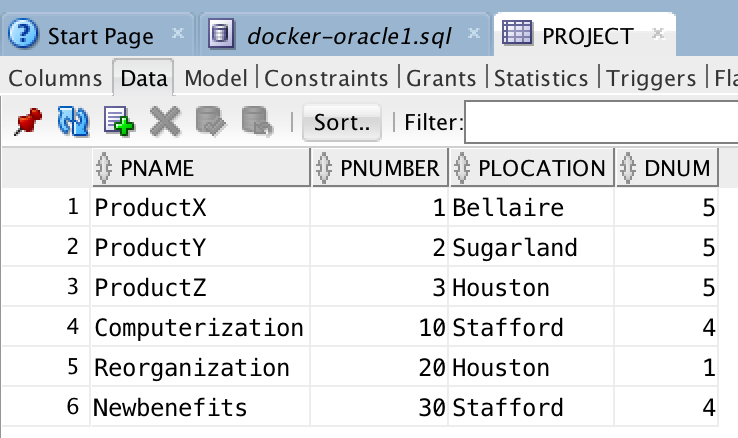 Start Page docker-oracle1.sql PROJECT
Columns Data Model Constraints Grants Statistics Triggers Fla
Sort.. Filter:
PNAME PNUMBER PLOCATION DNUM
1 ProductX 1 Bellaire 5
2 ProductY 2 Sugarland 5
3 ProductZ 3 Houston 5
4 Computerization 10 Stafford 4
5 Reorganization 20 Houston 1
6 Newbenefits 30 Stafford 4